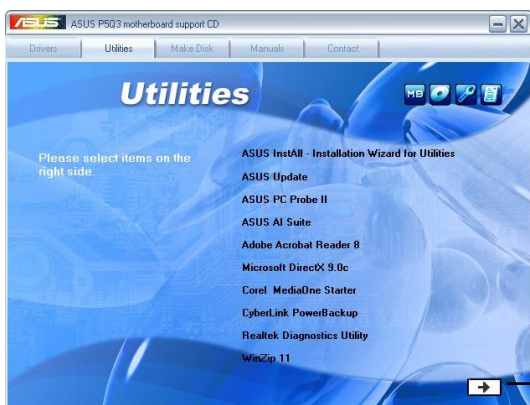 ASUS ASUS P5Q3 motherboard support CD
Drivers Utilities Make Disk Manuals Contact
Utilities
MB
Please select items on the
right side.
ASUS InstAll - Installation Wizard for Utilities
ASUS Update
ASUS PC Probe II
ASUS AI Suite
Adobe Acrobat Reader 8
Microsoft DirectX 9.0c
Corel MediaOne Starter
CyberLink PowerBackup
Realtek Diagnostics Utility
WinZip 11